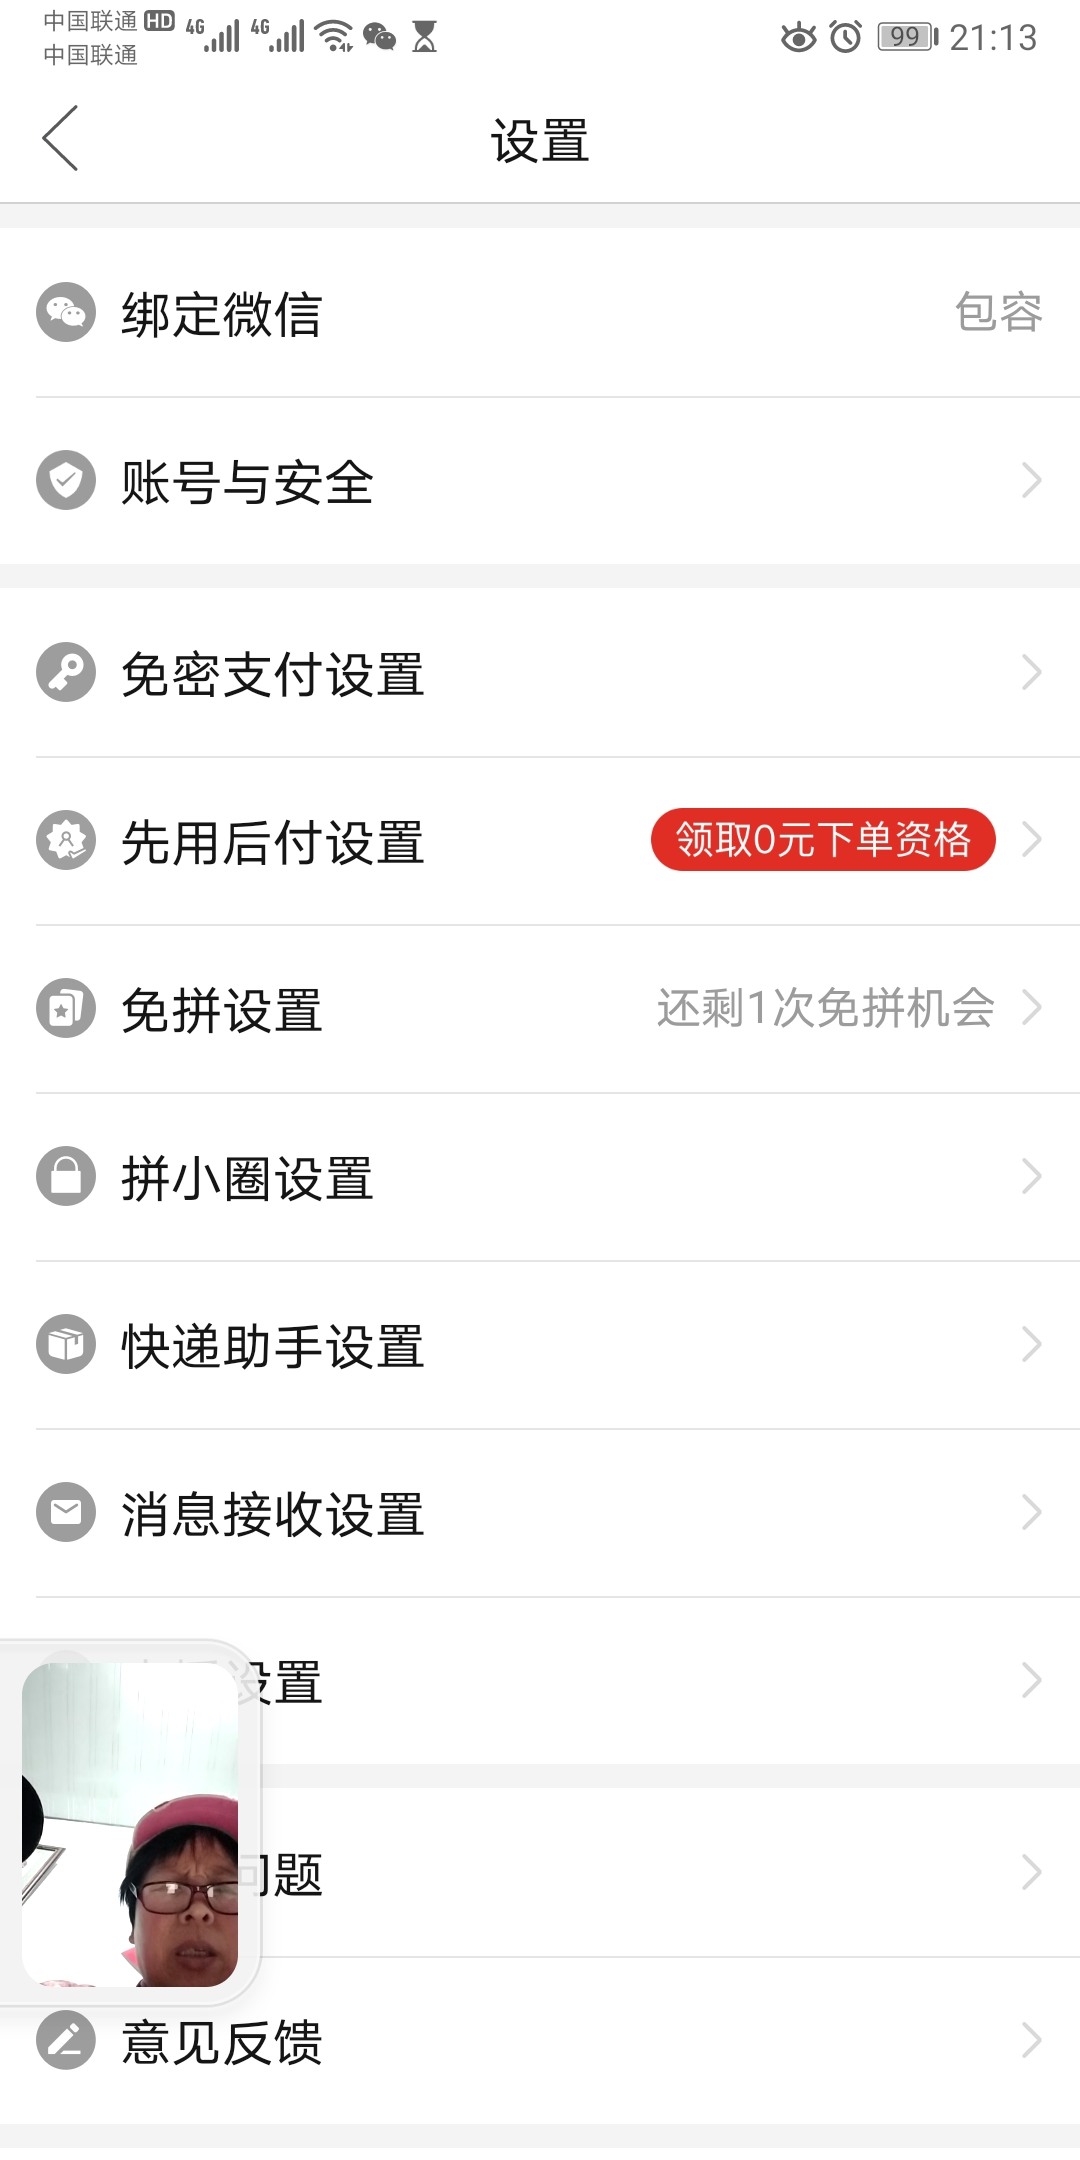 中国联通 HD 4G 4G 99 21:13
中国联通
设置
绑定微信 包容
账号与安全
免密支付设置
先用后付设置 领取0元下单资格
免拼设置 还剩1次免拼机会
拼小圈设置
快递助手设置
消息接收设置
设置
问题
意见反馈